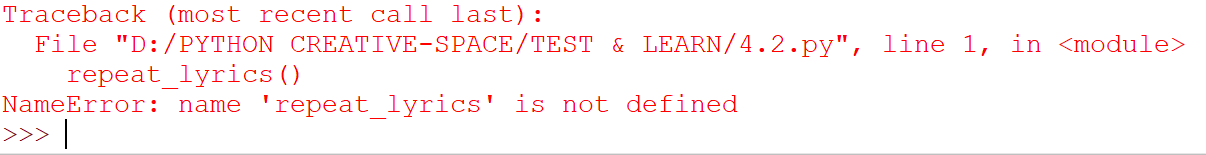 Traceback (most recent call last):
  File "D:/PYTHON CREATIVE-SPACE/TEST & LEARN/4.2.py", line 1, in <module>
    repeat_lyrics()
NameError: name 'repeat_lyrics' is not defined
>>>